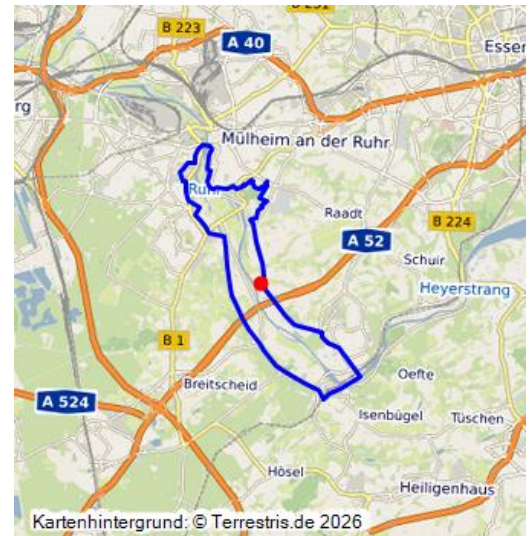 B 231
B 223
A 40
Essen
rg
Mülheim an der Ruhr
Ruhr
Raadt
B 224
A 52
Schuir
Heyerstrang
B 1
Oefte
Breitscheid
A 524
Isenbügel
Tüschen
Hösel
Heiligenhaus
Kartenhintergrund: © Terrestris.de 2026